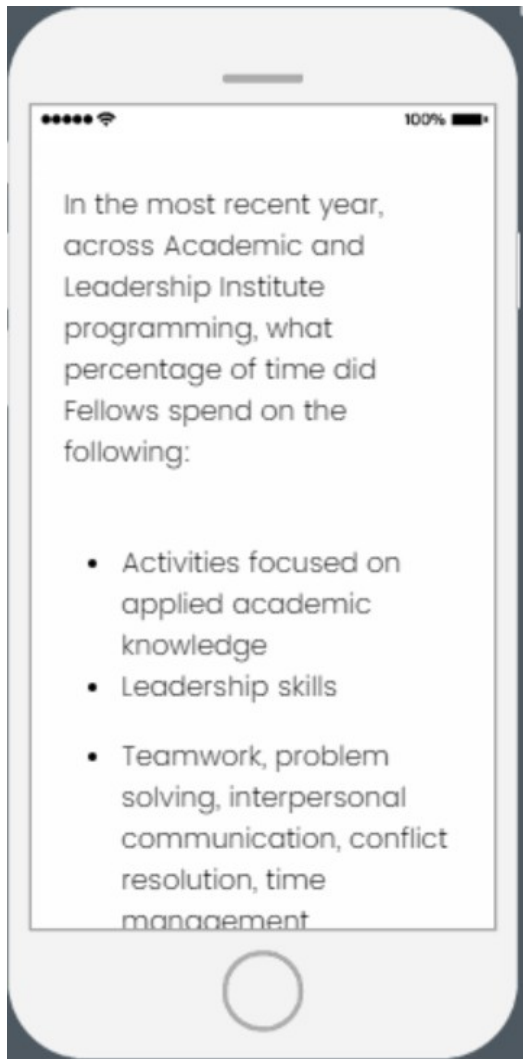 100%
In the most recent year,
across Academic and
Leadership Institute
programming, what
percentage of time did
Fellows spend on the
following:
• Activities focused on
applied academic
knowledge
• Leadership skills
• Teamwork, problem
solving, interpersonal
communication, conflict
resolution, time
management